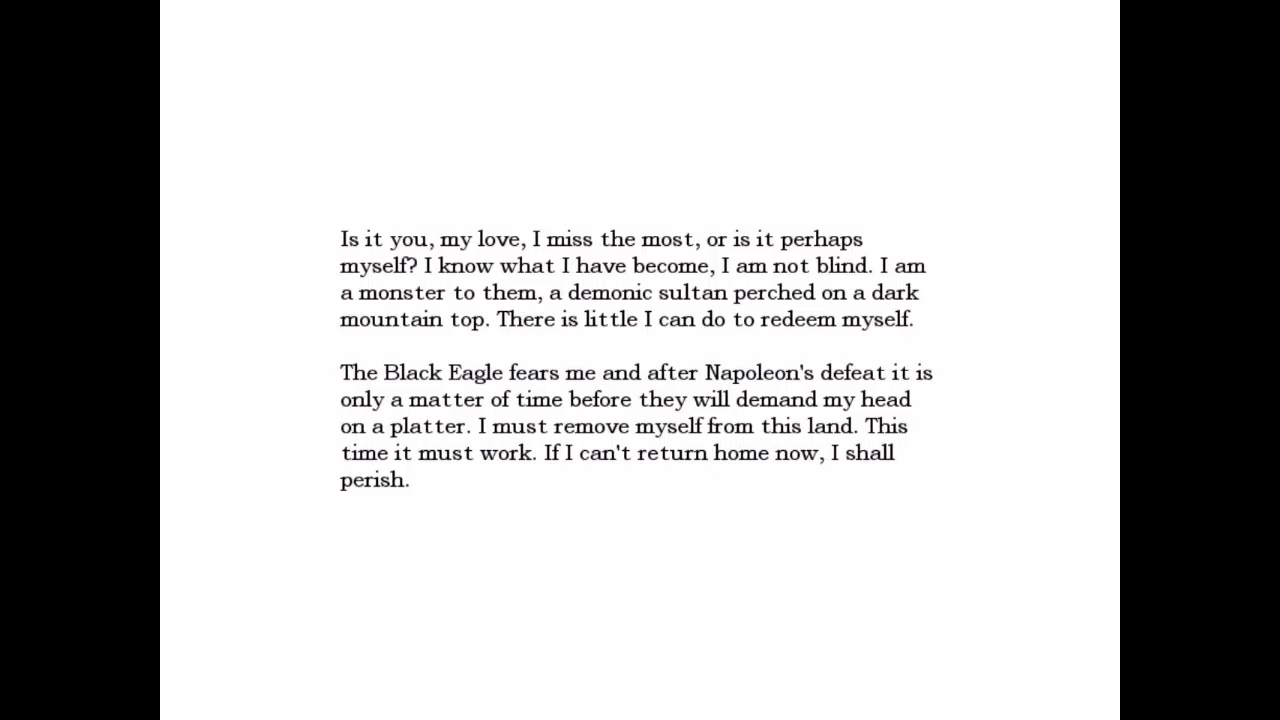 Is it you, my love, I miss the most, or is it perhaps
myself? I know what I have become, I am not blind. I am
a monster to them, a demonic sultan perched on a dark
mountain top. There is little I can do to redeem myself.
The Black Eagle fears me and after Napoleon's defeat it is
only a matter of time before they will demand my head
on a platter. I must remove myself from this land. This
time it must work. If I can't return home now, I shall
perish.